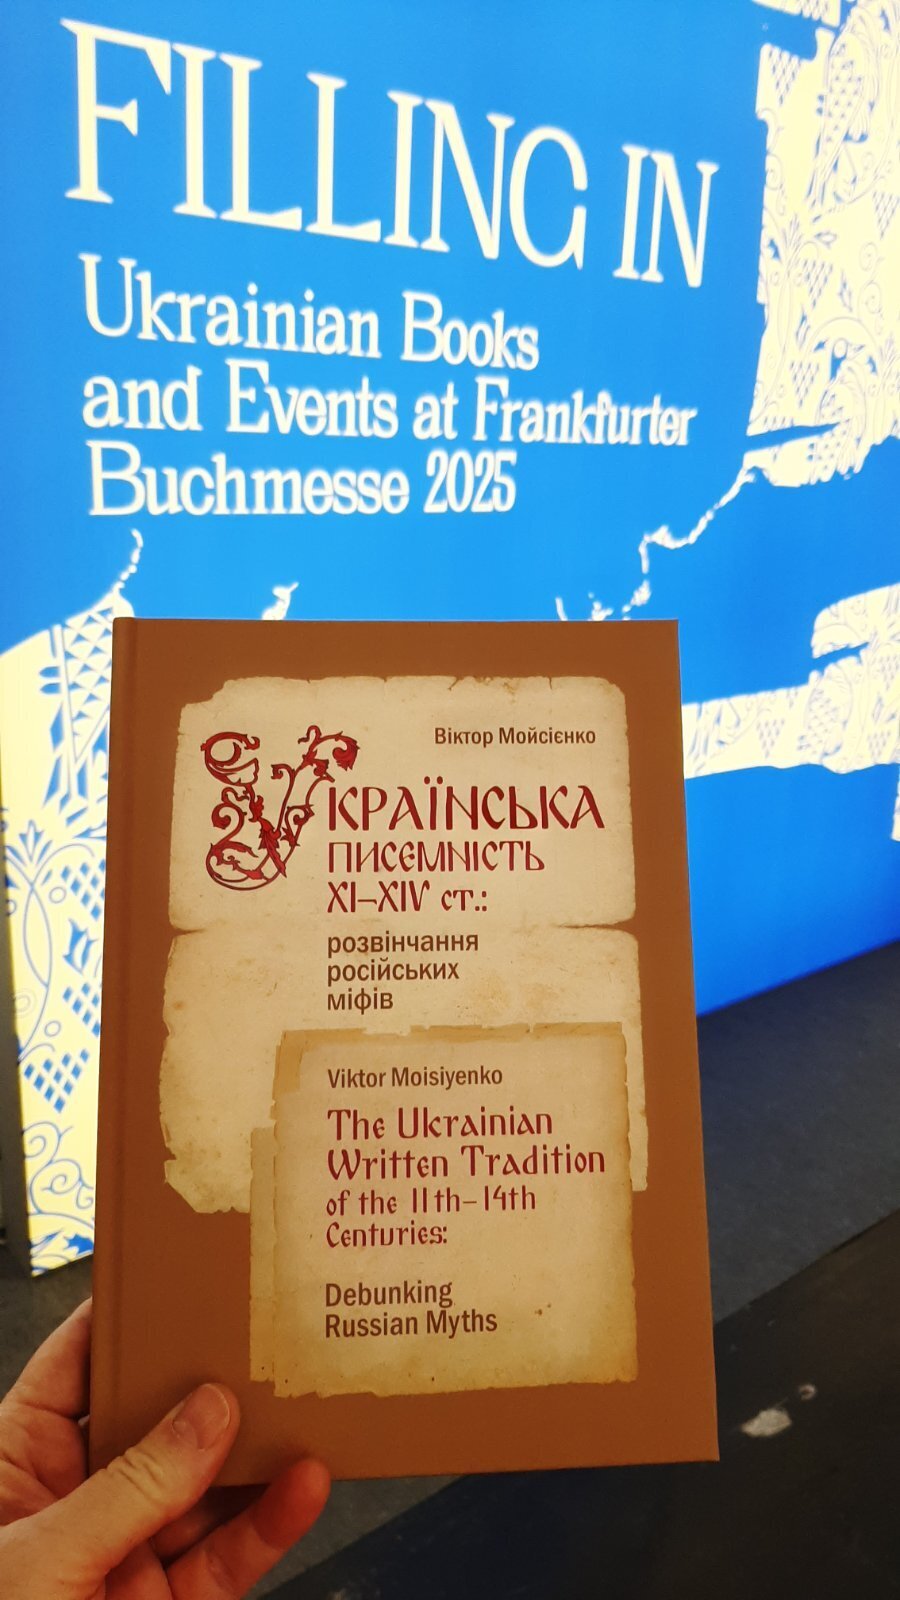 FILLING IN
Ukrainian Books
and Events at Frankfurter
Buchmesse 2025
Віктор Мойсієнко
Українська
писемність
XI–XIV ст.:
розвінчання
російських
міфів
Viktor Moisiyenko
The Ukrainian
Written Tradition
of the 11th–14th
Centuries:
Debunking
Russian Myths